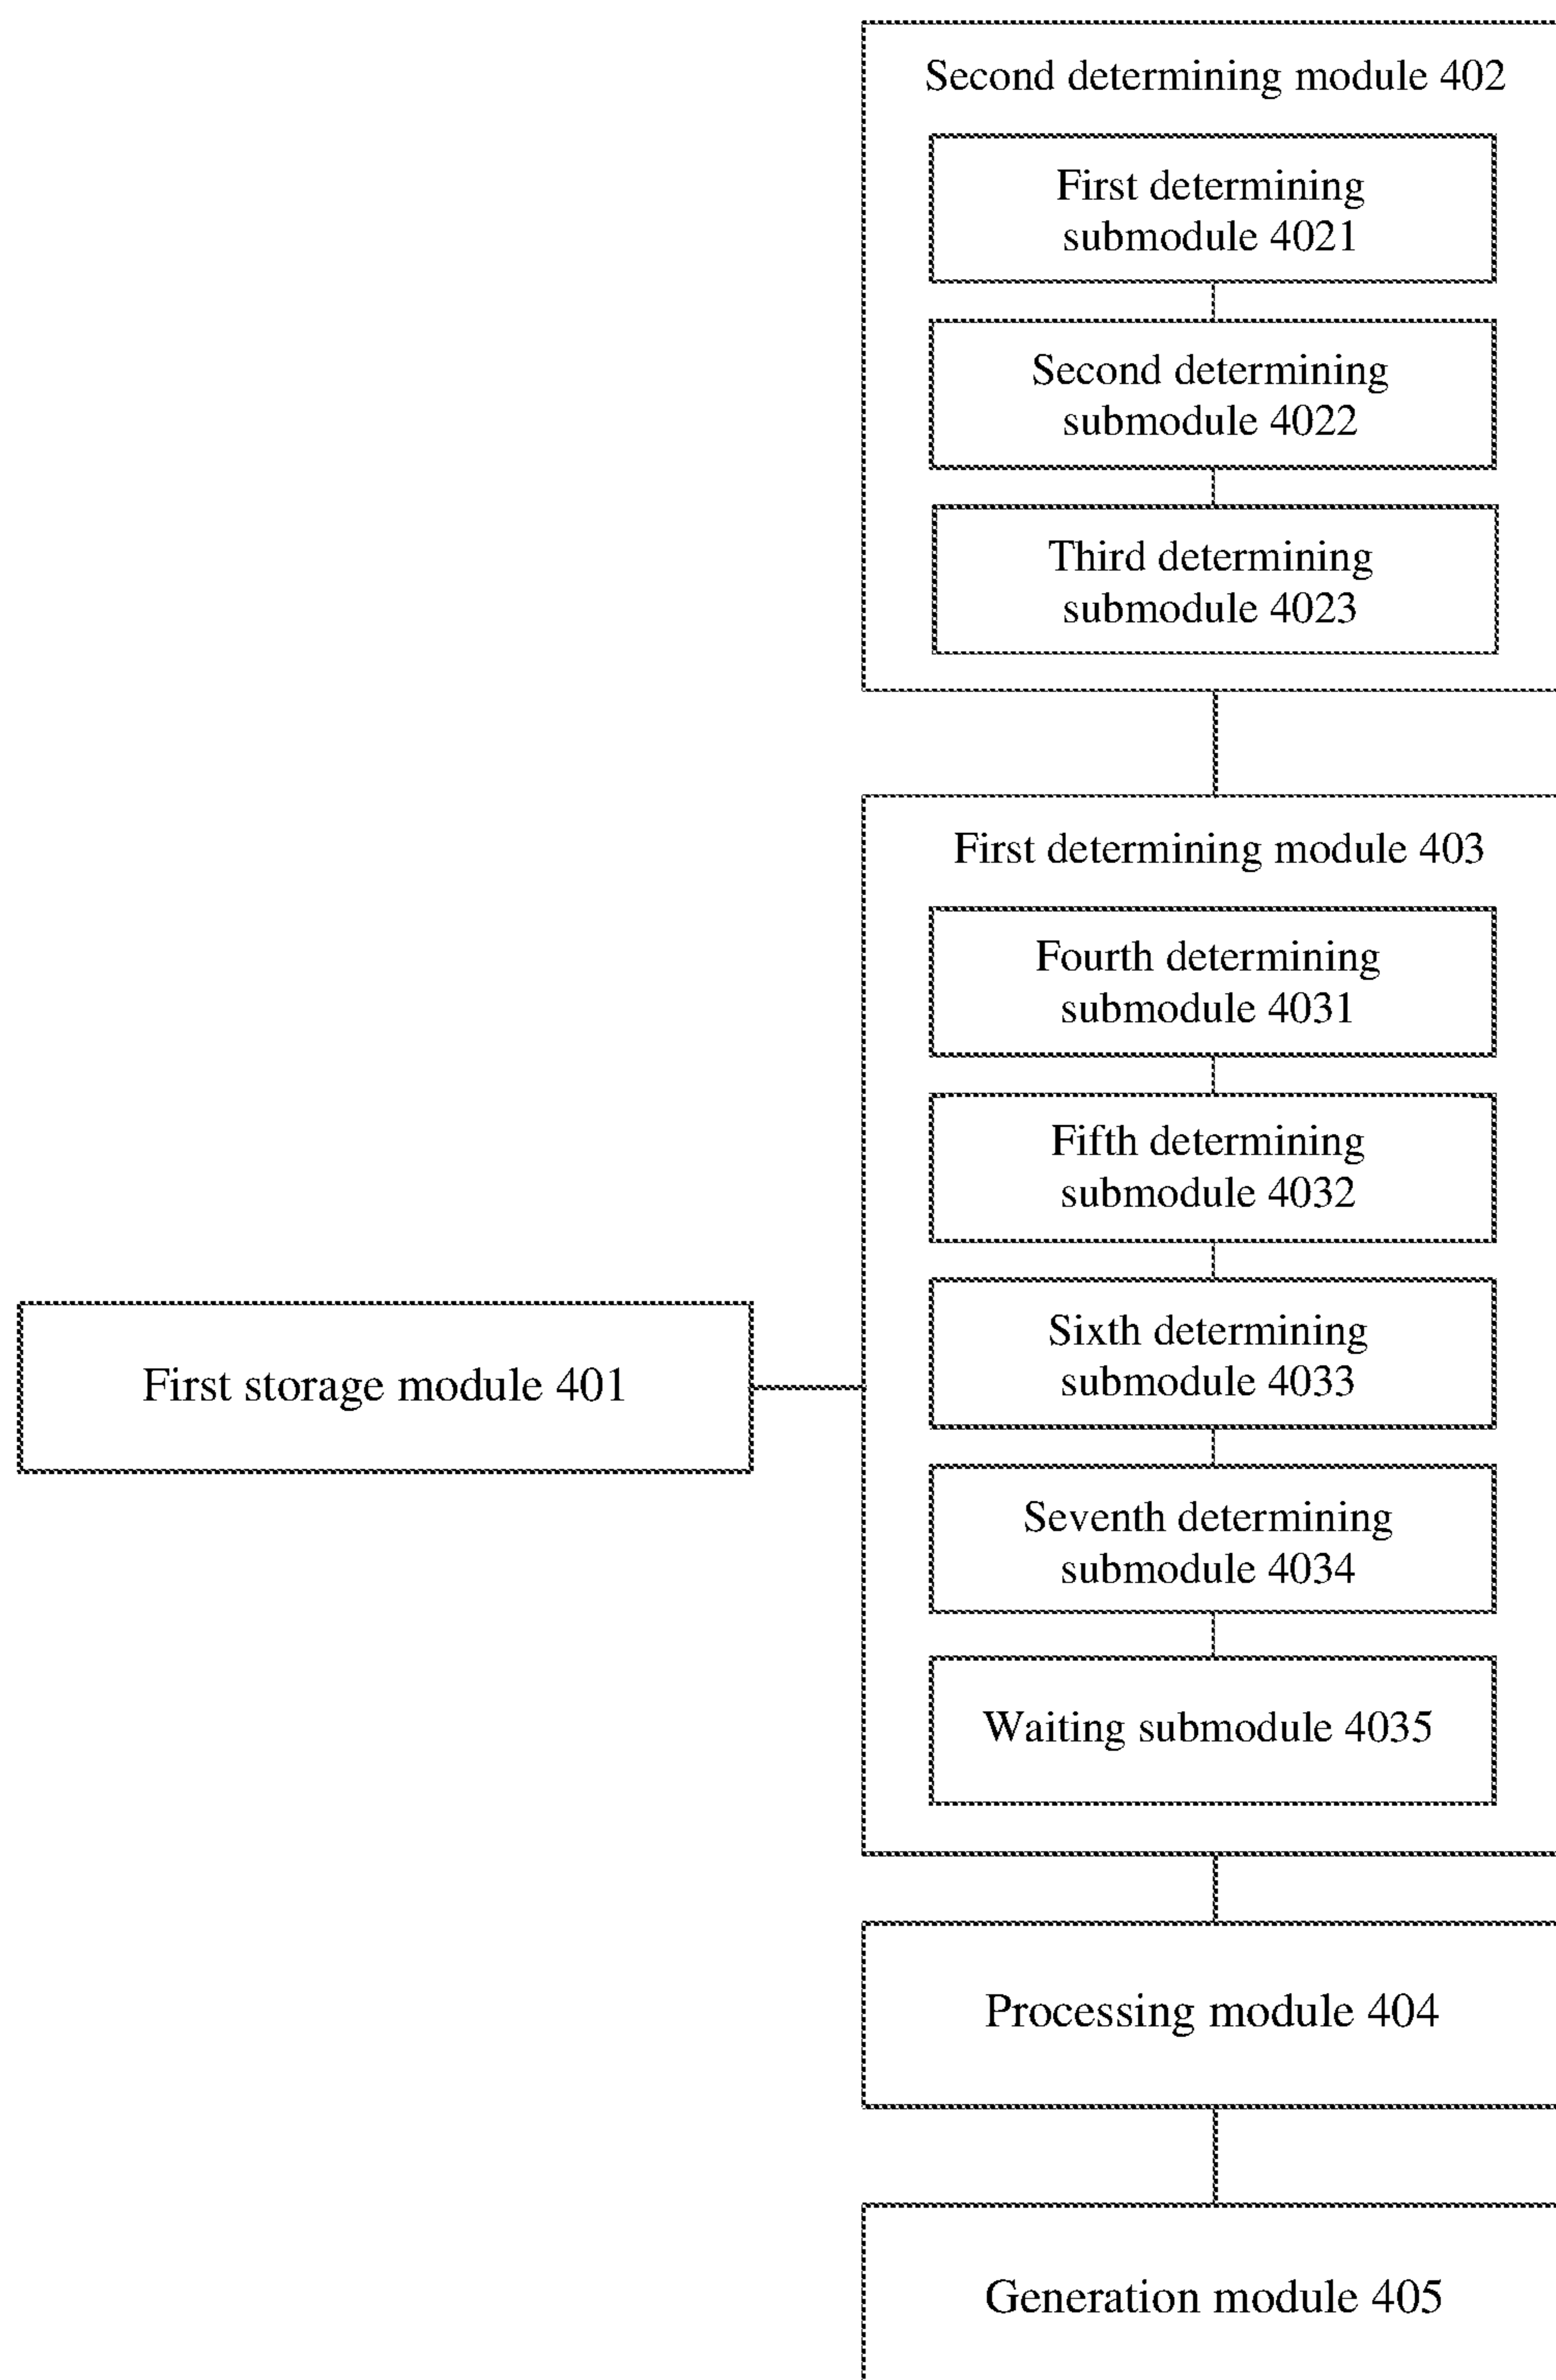 Second determining module 402
First determining
submodule 4021
Second determining
submodule 4022
Third determining
submodule 4023
First determining module 403
Fourth determining
submodule 4031
Fifth determining
submodule 4032
Sixth determining
submodule 4033
First storage module 401
Seventh determining
submodule 4034
Waiting submodule 4035
Processing module 404
Generation module 405